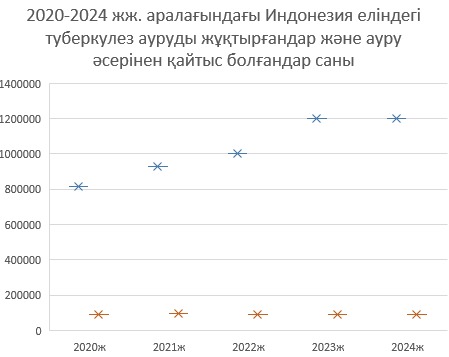 2020-2024 жж. аралағындағы Индонезия еліндегі
туберкулез ауруды жұқтырғандар және ауру
әсерінен қайтыс болғандар саны
1400000
1200000
1000000
800000
600000
400000
200000
0
2020ж 2021ж 2022ж 2023ж 2024ж